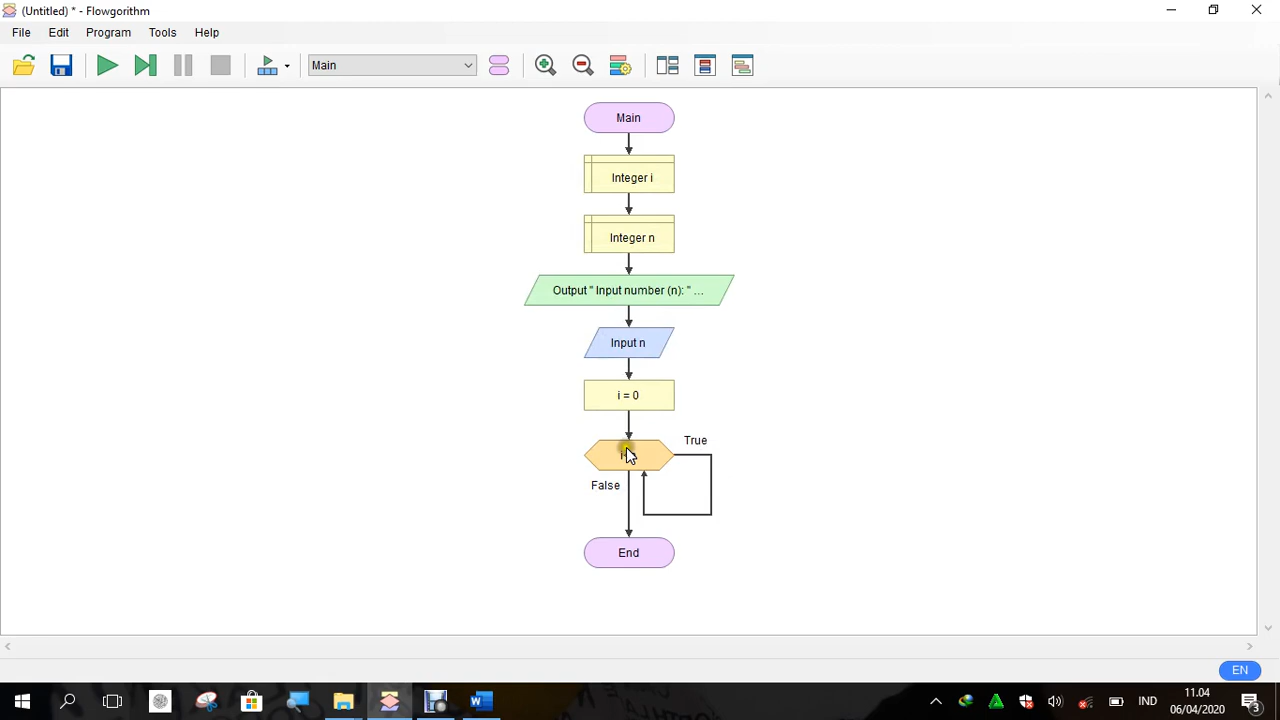 (Untitled) * - Flowgorithm
File Edit Program Tools Help
Main
Main
Integer i
Integer n
Output " Input number (n): " ...
Input n
i = 0
True
False
End
EN
IND
11.04
06/04/2020
3